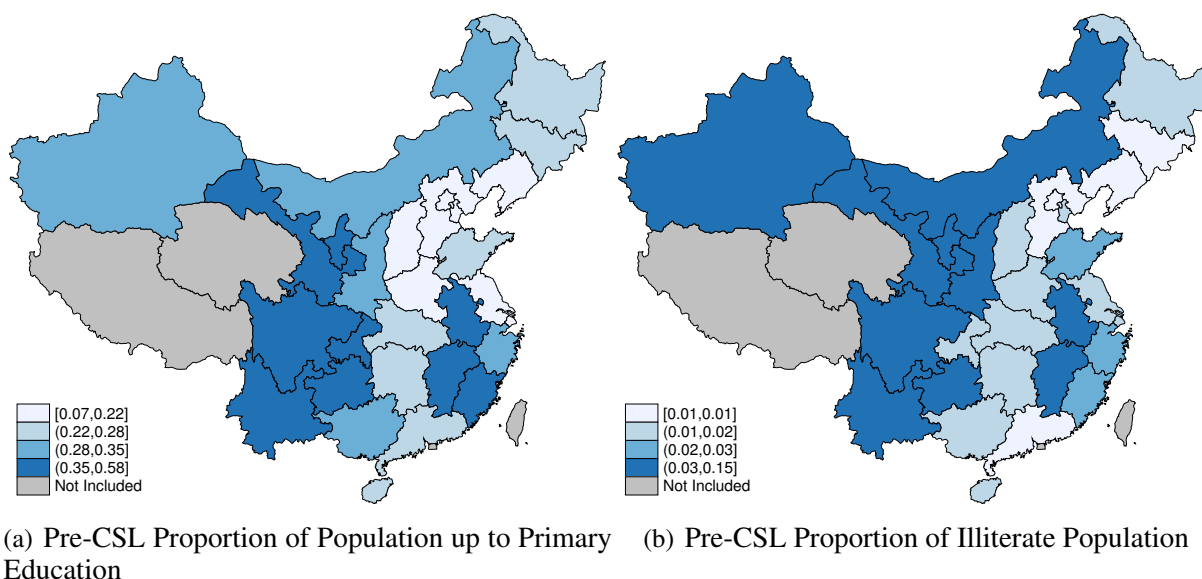 [0.07,0.22]
(0.22,0.28]
(0.28,0.35]
(0.35,0.58]
Not Included
[0.01,0.01]
(0.01,0.02]
(0.02,0.03]
(0.03,0.15]
Not Included
(a) Pre-CSL Proportion of Population up to Primary
Education
(b) Pre-CSL Proportion of Illiterate Population